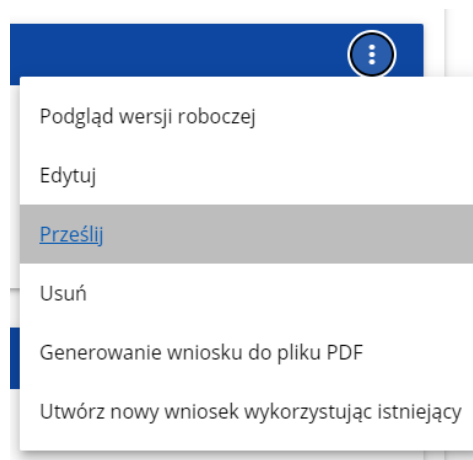 Podgląd wersji roboczej
Edytuj
Prześlij
Usuń
Generowanie wniosku do pliku PDF
Utwórz nowy wniosek wykorzystując istniejący